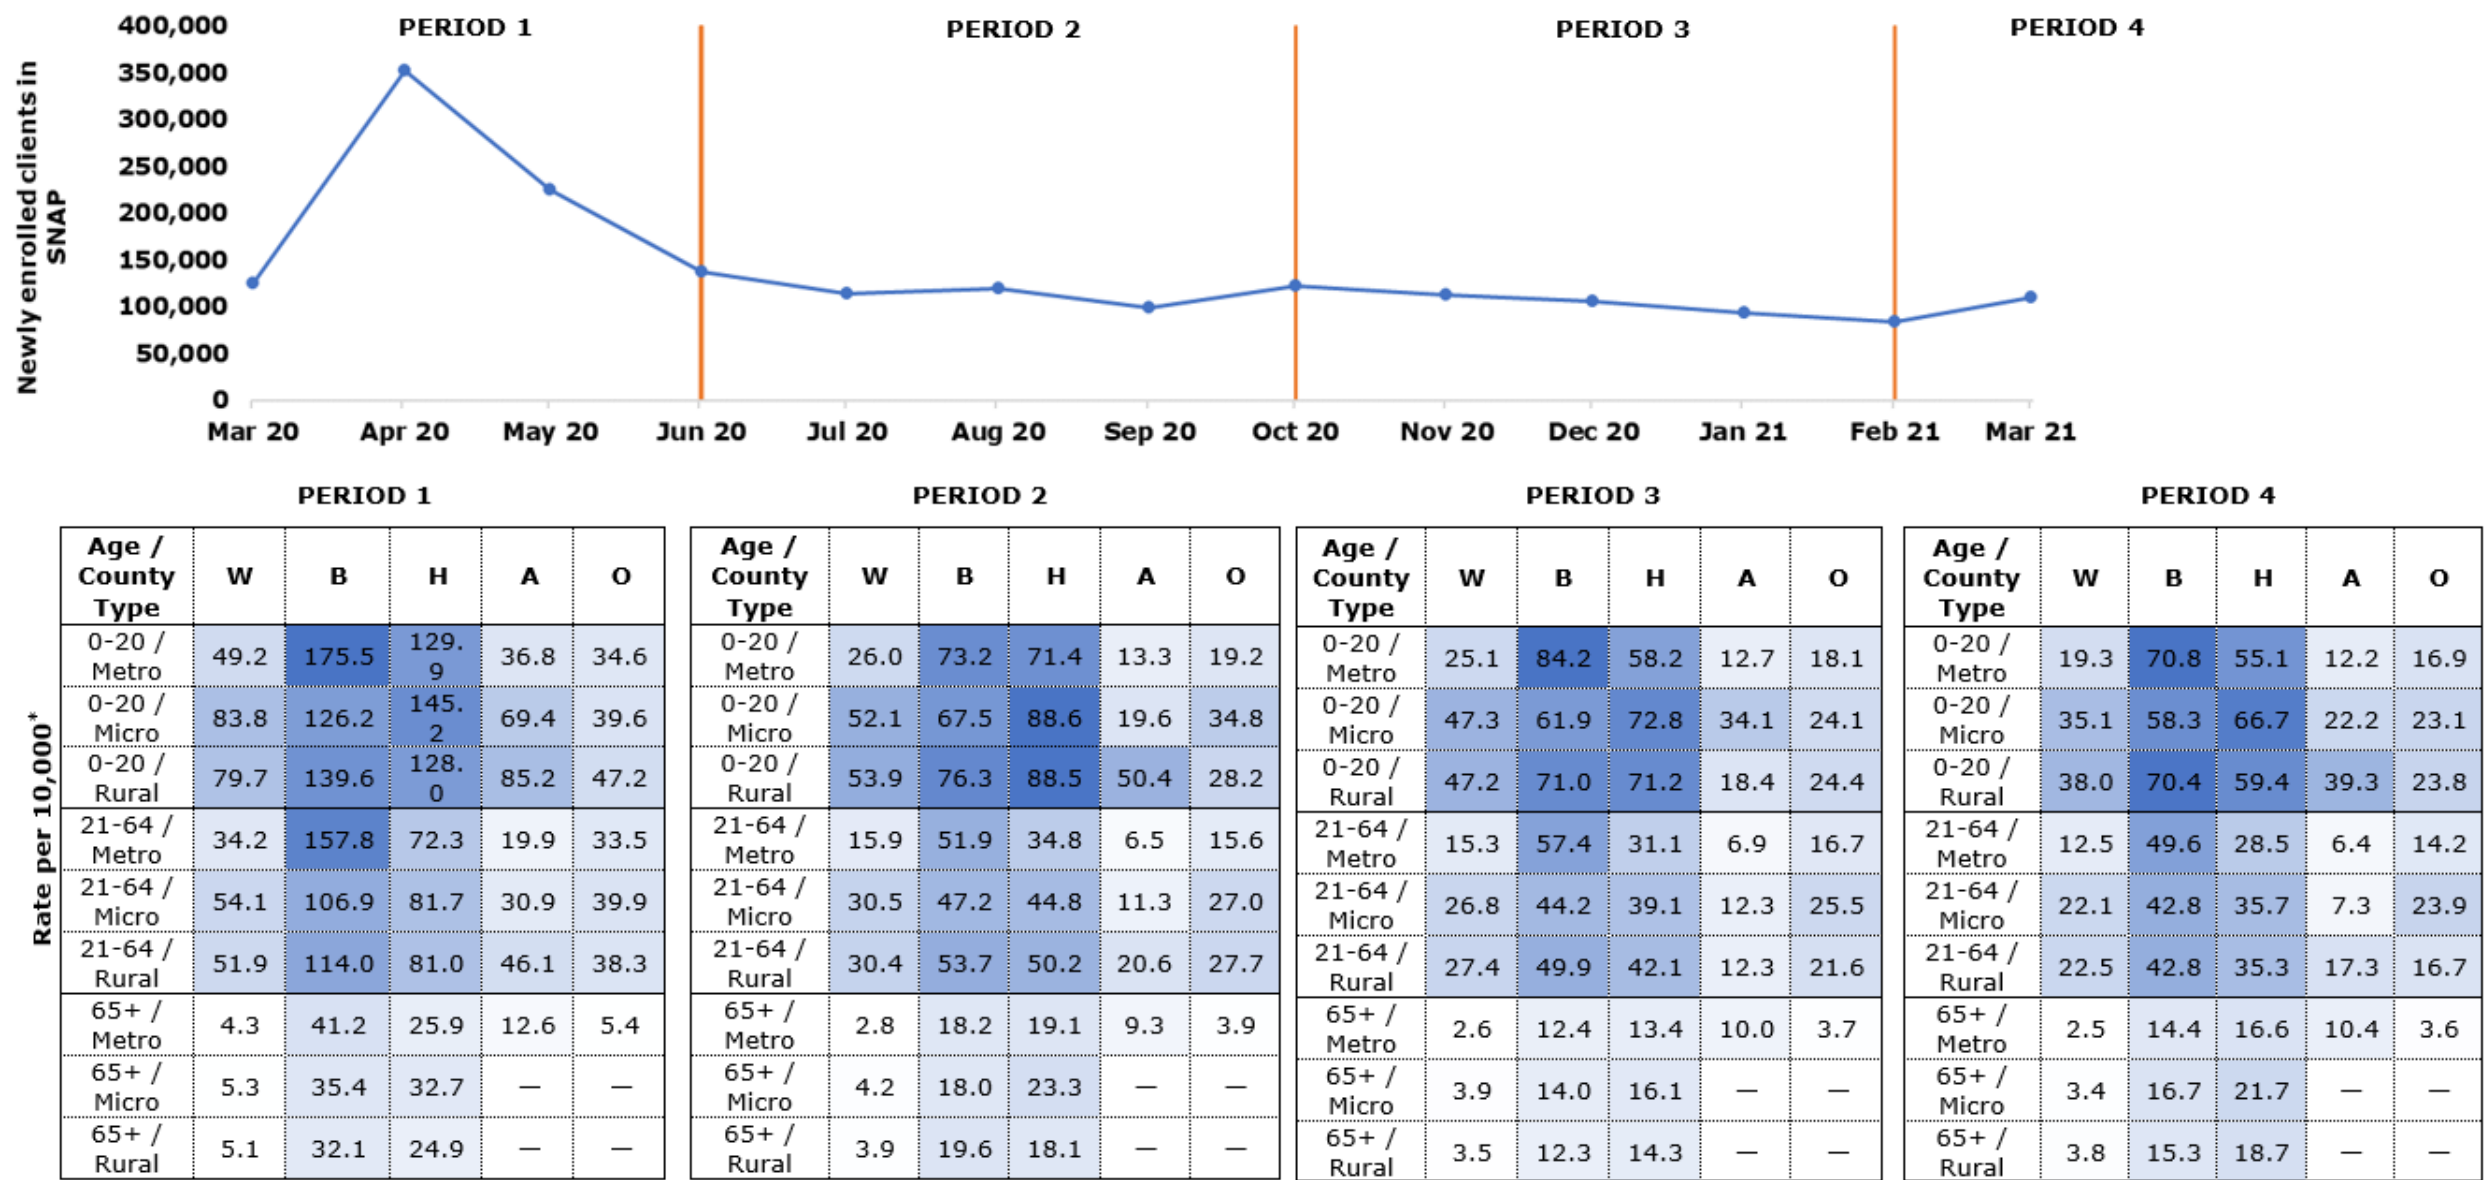 PERIOD 1 PERIOD 2 PERIOD 3 PERIOD 4
Newly enrolled clients in
SNAP
400,000
350,000
300,000
250,000
200,000
150,000
100,000
50,000
0
Mar 20 Apr 20 May 20 Jun 20 Jul 20 Aug 20 Sep 20 Oct 20 Nov 20 Dec 20 Jan 21 Feb 21 Mar 21
Rate per 10,000*
PERIOD 1
Age /
County
Type
W B H A O
0-20 /
Metro
49.2 175.5 129.
9
36.8 34.6
0-20 /
Micro
83.8 126.2 145.
2
69.4 39.6
0-20 /
Rural
79.7 139.6 128.
0
85.2 47.2
21-64 /
Metro
34.2 157.8 72.3 19.9 33.5
21-64 /
Micro
54.1 106.9 81.7 30.9 39.9
21-64 /
Rural
51.9 114.0 81.0 46.1 38.3
65+ /
Metro
4.3 41.2 25.9 12.6 5.4
65+ /
Micro
5.3 35.4 32.7 — —
65+ /
Rural
5.1 32.1 24.9 — —
PERIOD 2
Age /
County
Type
W B H A O
0-20 /
Metro
26.0 73.2 71.4 13.3 19.2
0-20 /
Micro
52.1 67.5 88.6 19.6 34.8
0-20 /
Rural
53.9 76.3 88.5 50.4 28.2
21-64 /
Metro
15.9 51.9 34.8 6.5 15.6
21-64 /
Micro
30.5 47.2 44.8 11.3 27.0
21-64 /
Rural
30.4 53.7 50.2 20.6 27.7
65+ /
Metro
2.8 18.2 19.1 9.3 3.9
65+ /
Micro
4.2 18.0 23.3 — —
65+ /
Rural
3.9 19.6 18.1 — —
PERIOD 3
Age /
County
Type
W B H A O
0-20 /
Metro
25.1 84.2 58.2 12.7 18.1
0-20 /
Micro
47.3 61.9 72.8 34.1 24.1
0-20 /
Rural
47.2 71.0 71.2 18.4 24.4
21-64 /
Metro
15.3 57.4 31.1 6.9 16.7
21-64 /
Micro
26.8 44.2 39.1 12.3 25.5
21-64 /
Rural
27.4 49.9 42.1 12.3 21.6
65+ /
Metro
2.6 12.4 13.4 10.0 3.7
65+ /
Micro
3.9 14.0 16.1 — —
65+ /
Rural
3.5 12.3 14.3 — —
PERIOD 4
Age /
County
Type
W B H A O
0-20 /
Metro
19.3 70.8 55.1 12.2 16.9
0-20 /
Micro
35.1 58.3 66.7 22.2 23.1
0-20 /
Rural
38.0 70.4 59.4 39.3 23.8
21-64 /
Metro
12.5 49.6 28.5 6.4 14.2
21-64 /
Micro
22.1 42.8 35.7 7.3 23.9
21-64 /
Rural
22.5 42.8 35.3 17.3 16.7
65+ /
Metro
2.5 14.4 16.6 10.4 3.6
65+ /
Micro
3.4 16.7 21.7 — —
65+ /
Rural
3.8 15.3 18.7 — —